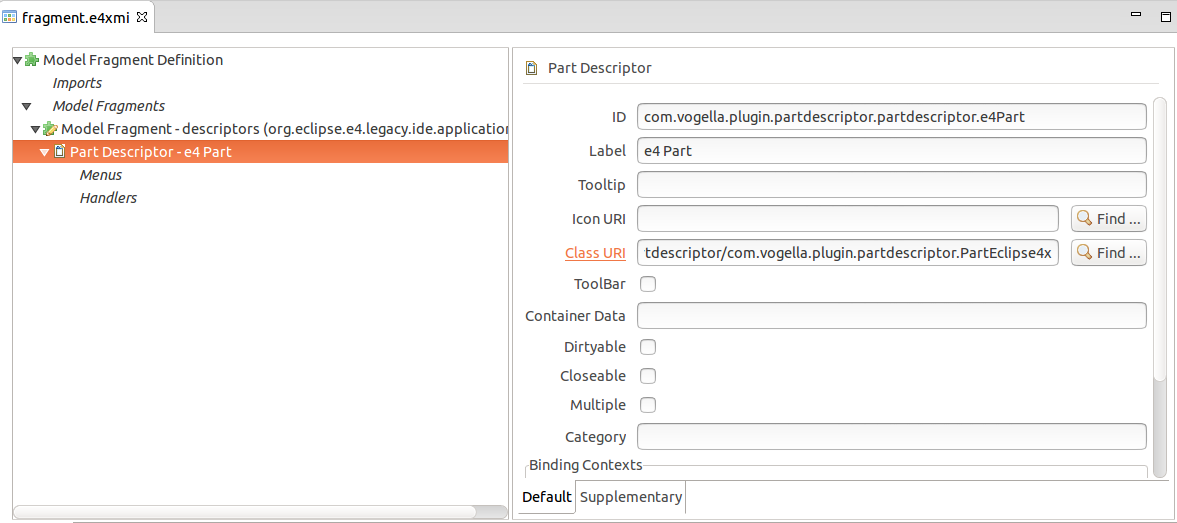 fragment.e4xmi
Model Fragment Definition
Imports
Model Fragments
Model Fragment - descriptors (org.eclipse.e4.legacy.ide.application
Part Descriptor - e4 Part
Menus
Handlers
Part Descriptor
ID com.vogella.plugin.partdescriptor.partdescriptor.e4Part
Label e4 Part
Tooltip
Icon URI Find ...
Class URI tdescriptor/com.vogella.plugin.partdescriptor.PartEclipse4x Find ...
ToolBar
Container Data
Dirtyable
Closeable
Multiple
Category
Binding Contexts
Default Supplementary